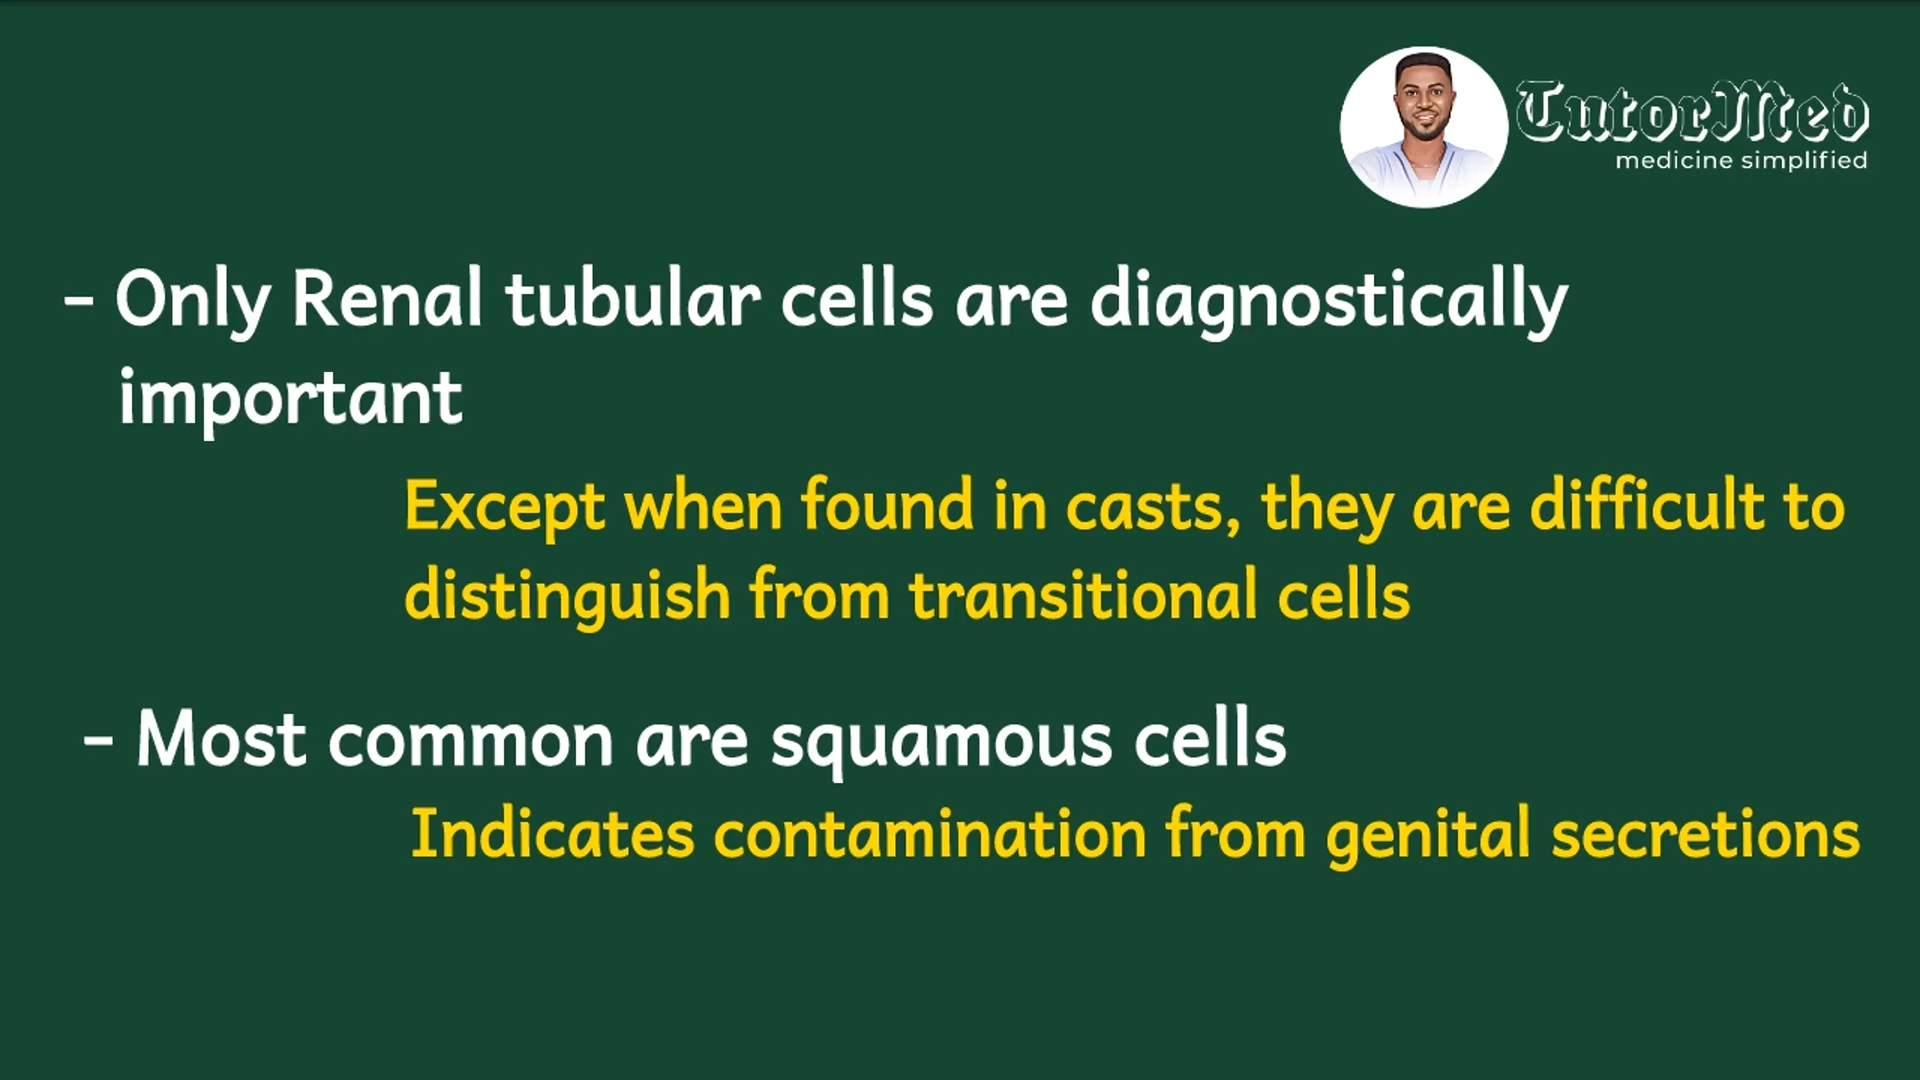 TutorMed
medicine simplified
- Only Renal tubular cells are diagnostically
important
Except when found in casts, they are difficult to
distinguish from transitional cells
- Most common are squamous cells
Indicates contamination from genital secretions